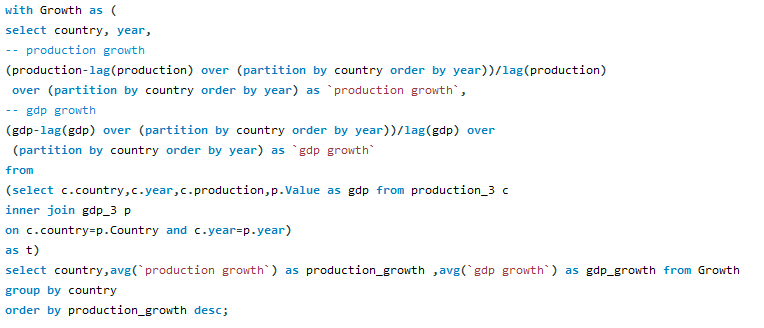 with Growth as (
select country, year,
-- production growth
(production-lag(production) over (partition by country order by year))/lag(production)
over (partition by country order by year) as `production growth`,
-- gdp growth
(gdp-lag(gdp) over (partition by country order by year))/lag(gdp) over
(partition by country order by year) as `gdp growth`
from
(select c.country,c.year,c.production,p.Value as gdp from production_3 c
inner join gdp_3 p
on c.country=p.Country and c.year=p.year)
as t)
select country,avg(`production growth`) as production_growth ,avg(`gdp growth`) as gdp_growth from Growth
group by country
order by production_growth desc;